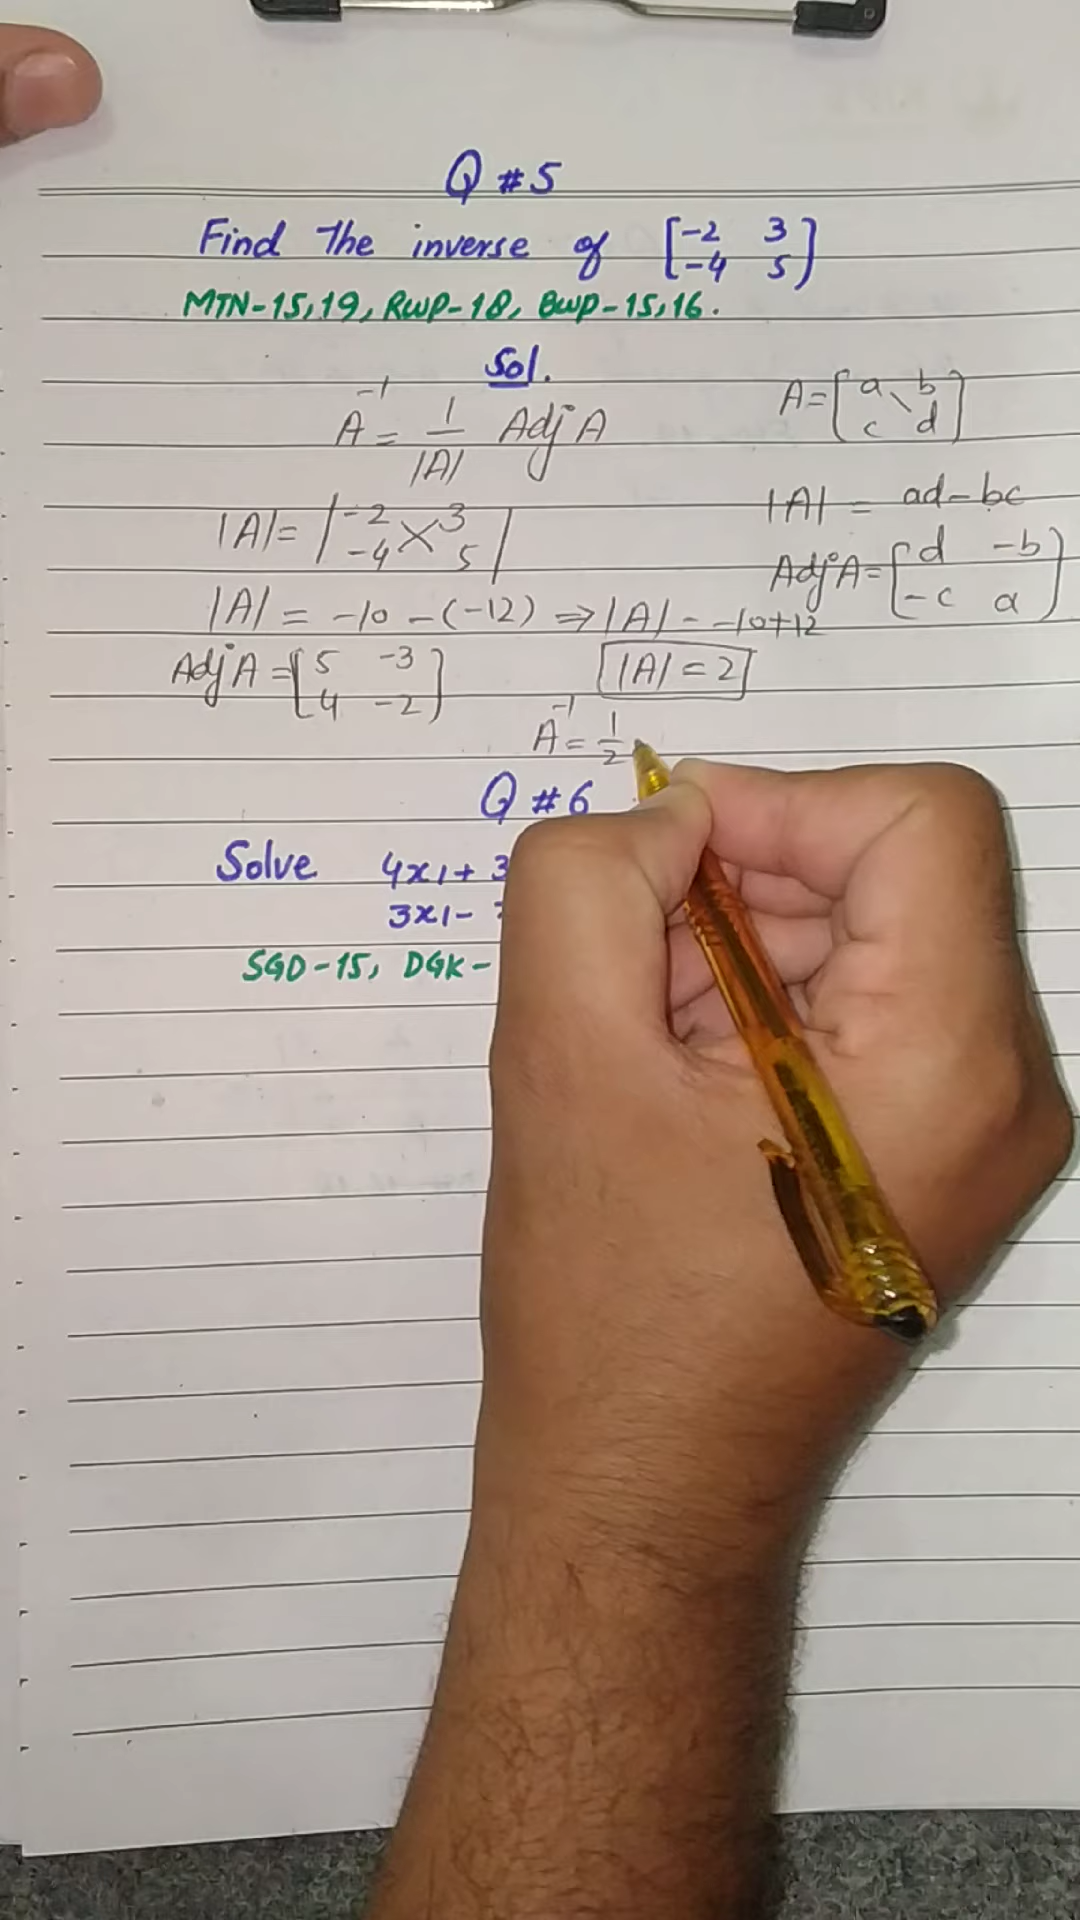 Q #5
Find the inverse of [-2 3
-4 5]
MTN-15,19, RWP-18, BWP-15,16.
Sol.
A⁻¹ = 1/|A| Adj A
A = [a b
c d]
|A| = |-2 3
-4 5|
|A| = ad - bc
Adj A = [d -b
-c a]
|A| = -10 - (-12) ⇒ |A| - -10+12
Adj A = [5 -3
4 -2]
|A| = 2
A⁻¹ = 1/2
Q #6
Solve 4x1 + 3
3x1 -
SGD-15, DGK-